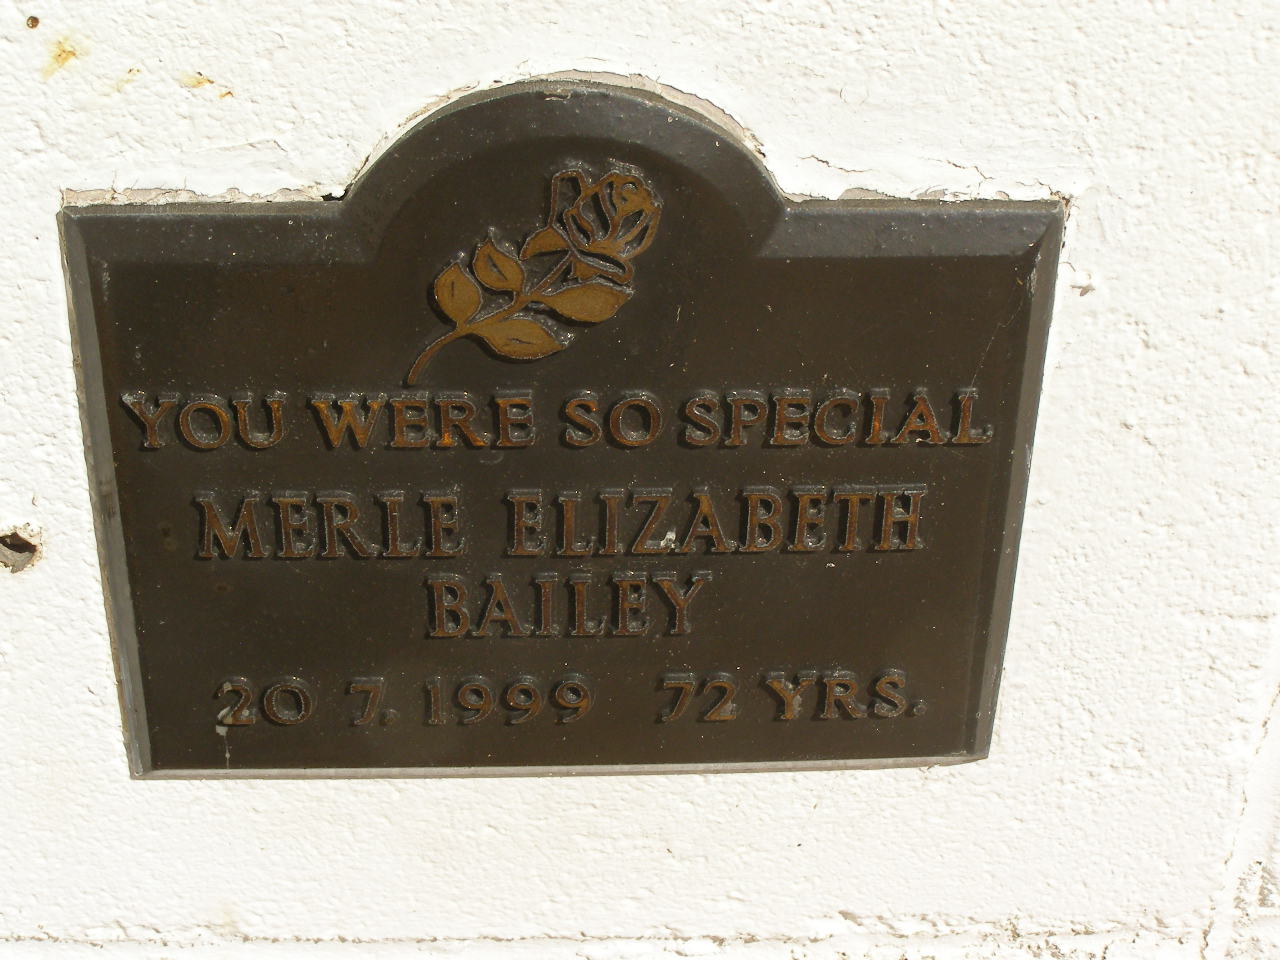 YOU WERE SO SPECIAL
MERLE ELIZABETH
BAILEY
20 7. 1999 72 YRS.